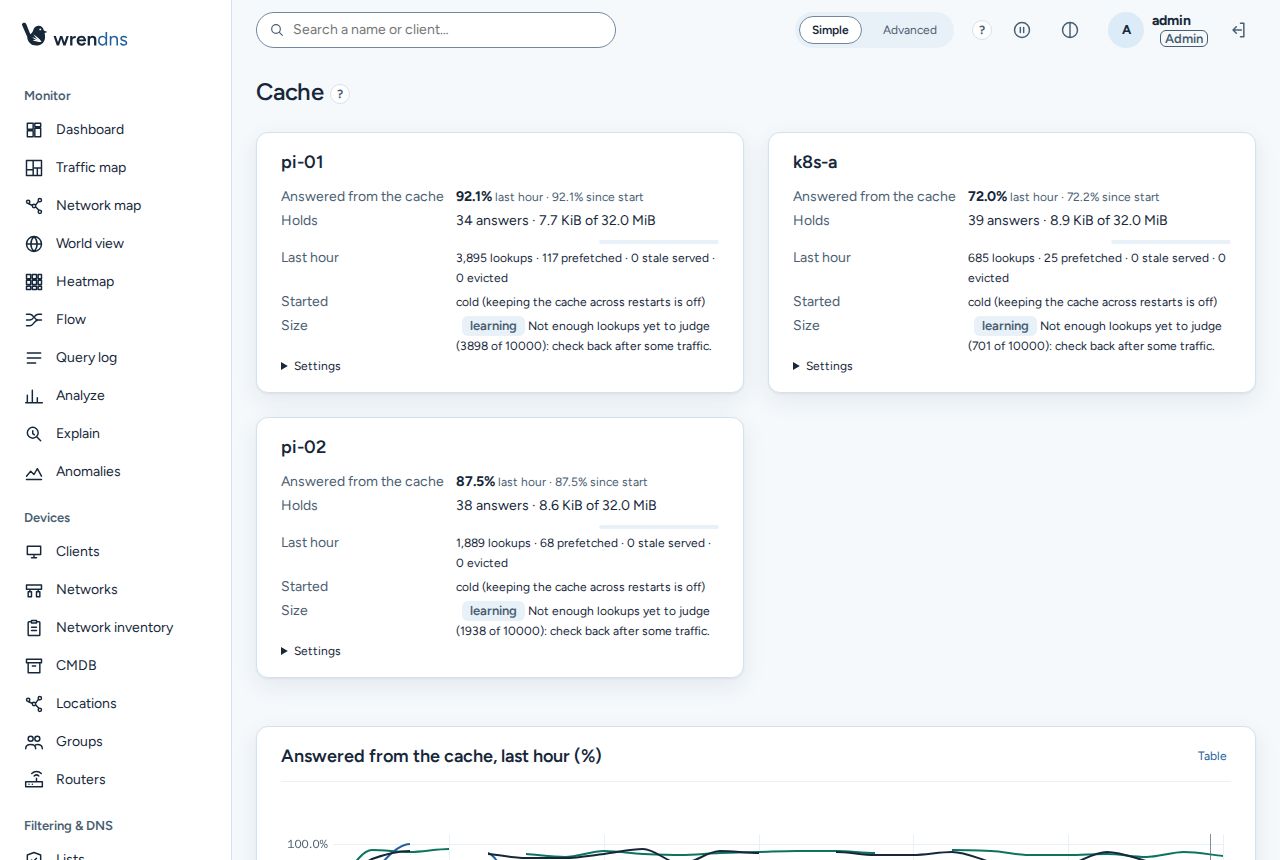 wrendns
Search a name or client...
Simple
Advanced
?
A
admin
Admin
Monitor
Dashboard
Traffic map
Network map
World view
Heatmap
Flow
Query log
Analyze
Explain
Anomalies
Devices
Clients
Networks
Network inventory
CMDB
Locations
Groups
Routers
Filtering & DNS
Lists
Cache ?
pi-01
Answered from the cache 92.1% last hour · 92.1% since start
Holds 34 answers · 7.7 KiB of 32.0 MiB
Last hour 3,895 lookups · 117 prefetched · 0 stale served ·
0 evicted
Started cold (keeping the cache across restarts is off)
Size learning Not enough lookups yet to judge
(3898 of 10000): check back after some traffic.
Settings
k8s-a
Answered from the cache 72.0% last hour · 72.2% since start
Holds 39 answers · 8.9 KiB of 32.0 MiB
Last hour 685 lookups · 25 prefetched · 0 stale served · 0
evicted
Started cold (keeping the cache across restarts is off)
Size learning Not enough lookups yet to judge
(701 of 10000): check back after some traffic.
Settings
pi-02
Answered from the cache 87.5% last hour · 87.5% since start
Holds 38 answers · 8.6 KiB of 32.0 MiB
Last hour 1,889 lookups · 68 prefetched · 0 stale served ·
0 evicted
Started cold (keeping the cache across restarts is off)
Size learning Not enough lookups yet to judge
(1938 of 10000): check back after some traffic.
Settings
Answered from the cache, last hour (%)
Table
100.0%